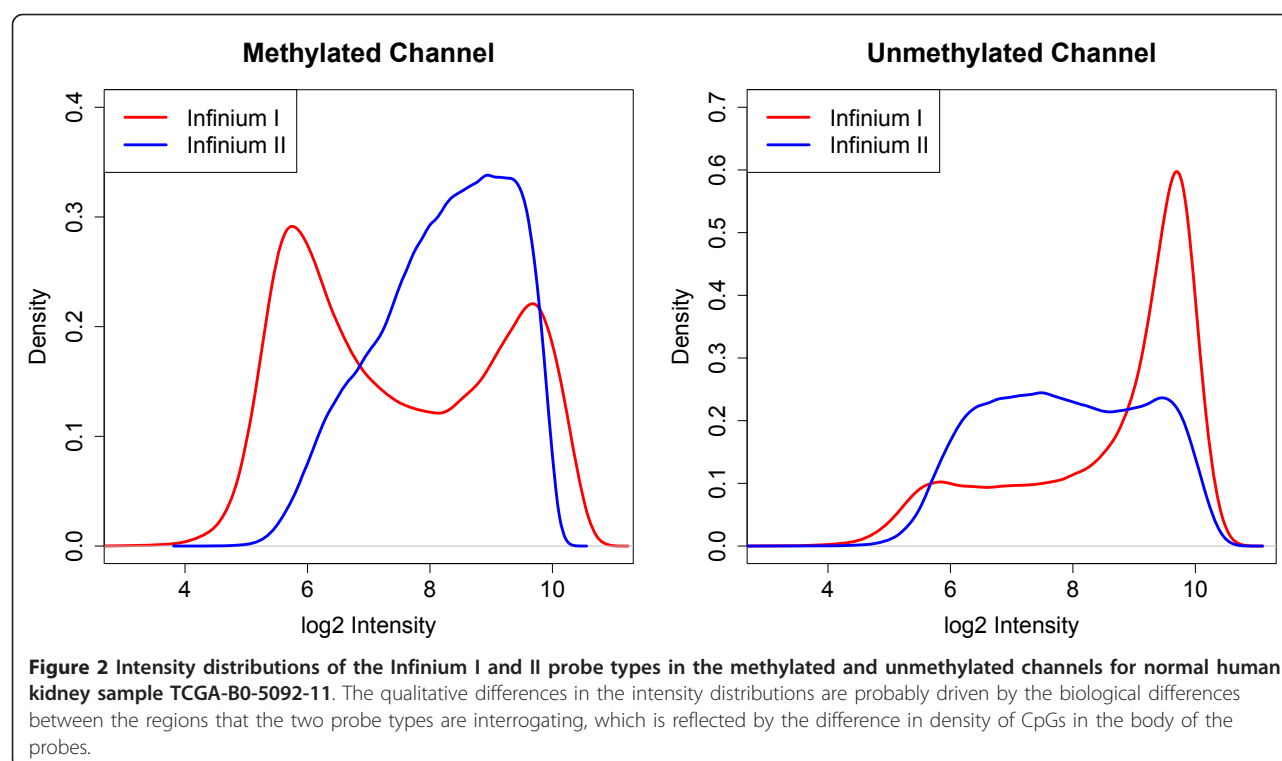 Methylated Channel
Infinium I
Infinium II
0.4
0.3
0.2
0.1
0.0
Density
4 6 8 10
log2 Intensity
Unmethylated Channel
Infinium I
Infinium II
0.7
0.6
0.5
0.4
0.3
0.2
0.1
0.0
Density
4 6 8 10
log2 Intensity
Figure 2 Intensity distributions of the Infinium I and II probe types in the methylated and unmethylated channels for normal human
kidney sample TCGA-B0-5092-11. The qualitative differences in the intensity distributions are probably driven by the biological differences
between the regions that the two probe types are interrogating, which is reflected by the difference in density of CpGs in the body of the
probes.